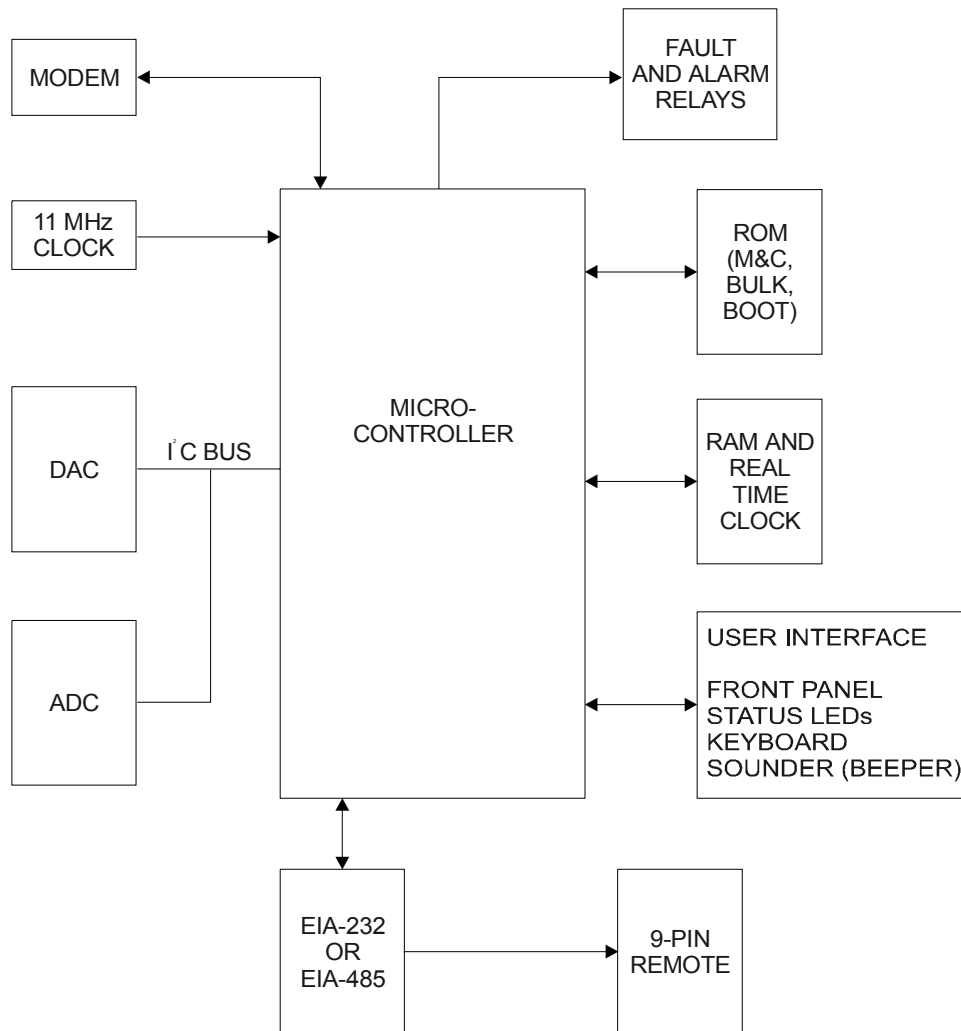 MODEM
FAULT
AND ALARM
RELAYS
11 MHz
CLOCK
ROM
(M&C,
BULK,
BOOT)
MICRO-
CONTROLLER
DAC
I²C BUS
RAM AND
REAL
TIME
CLOCK
ADC
USER INTERFACE
FRONT PANEL
STATUS LEDs
KEYBOARD
SOUNDER (BEEPER)
EIA-232
OR
EIA-485
9-PIN
REMOTE